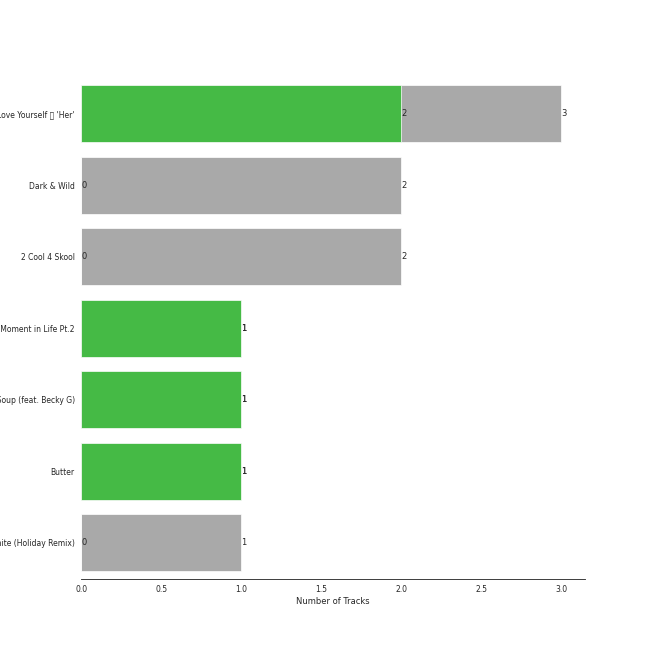 ove Yourself 'Her'
2
3
Dark & Wild
0
2
2 Cool 4 Skool
0
2
Moment in Life Pt.2
1
Soup (feat. Becky G)
1
Butter
1
ite (Holiday Remix)
0
1
0.0 0.5 1.0 1.5 2.0 2.5 3.0
Number of Tracks